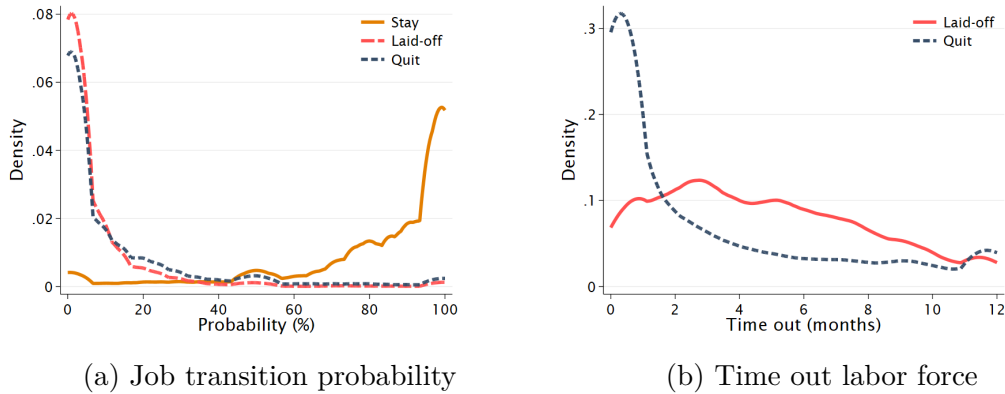 .08
.06
.04
.02
0
Density
0 20 40 60 80 100
Probability (%)
Stay
Laid-off
Quit
(a) Job transition probability
.3
.2
.1
0
Density
0 2 4 6 8 10 12
Time out (months)
Laid-off
Quit
(b) Time out labor force